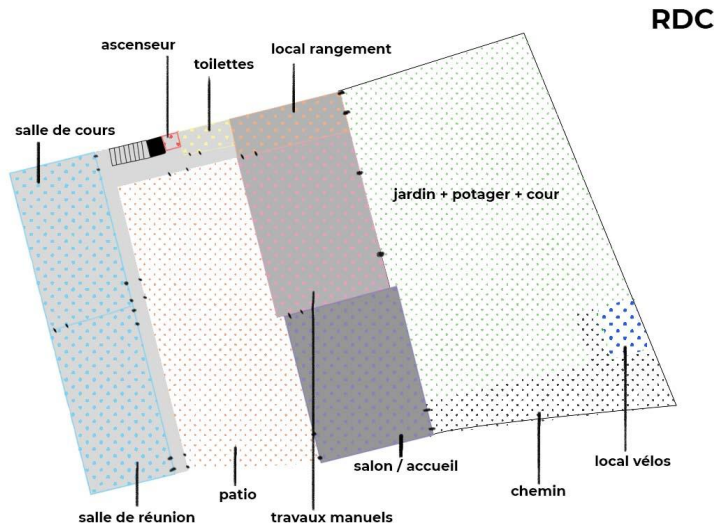 RDC
ascenseur
toilettes
local rangement
salle de cours
jardin + potager + cour
salon / accueil
local vélos
patio
chemin
salle de réunion
travaux manuels